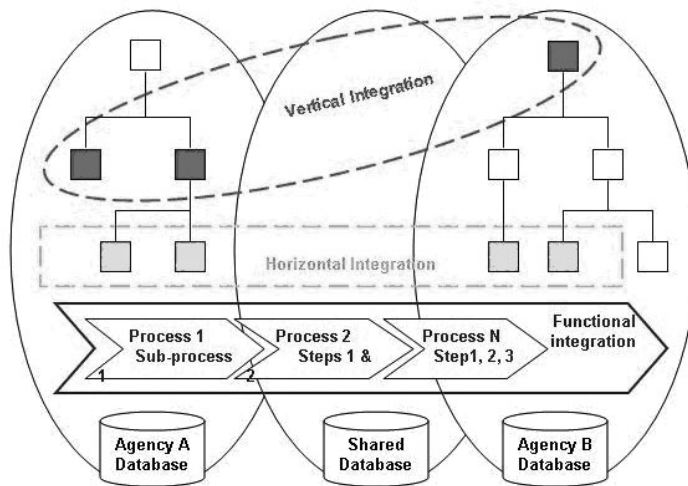 Vertical Integration
Horizontal Integration
Process 1
Sub-process
1
Process 2
Steps 1 &
2
Process N
Step1, 2, 3
Functional
integration
Agency A
Database
Shared
Database
Agency B
Database